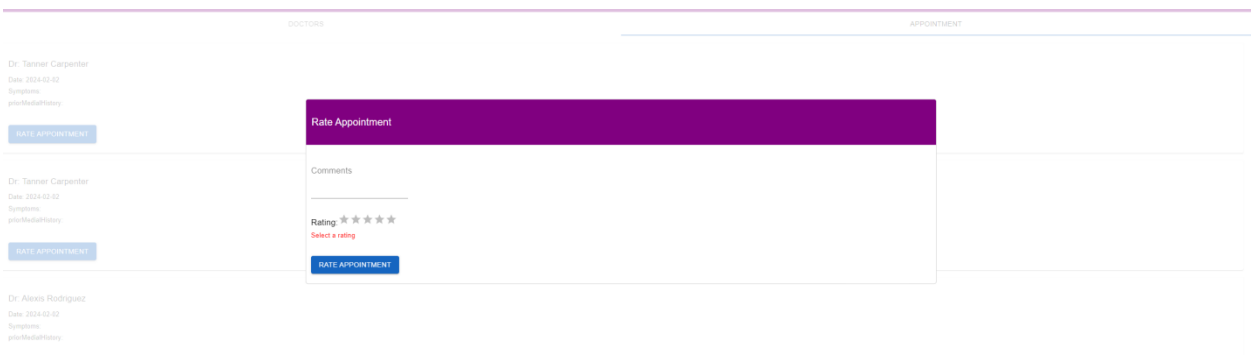 DOCTORS
APPOINTMENT
Dr. Tanner Carpenter
Date: 2024-02-02
Symptoms:
priorMedialHistory:
RATE APPOINTMENT
Dr. Tanner Carpenter
Date: 2024-02-02
Symptoms:
priorMedialHistory:
RATE APPOINTMENT
Dr. Alexis Rodriguez
Date: 2024-02-02
Symptoms:
priorMedialHistory:
Rate Appointment
Comments
Rating:
Select a rating
RATE APPOINTMENT